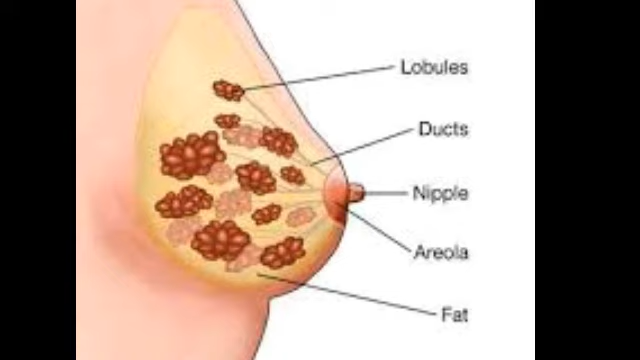 Lobules
Ducts
Nipple
Areola
Fat